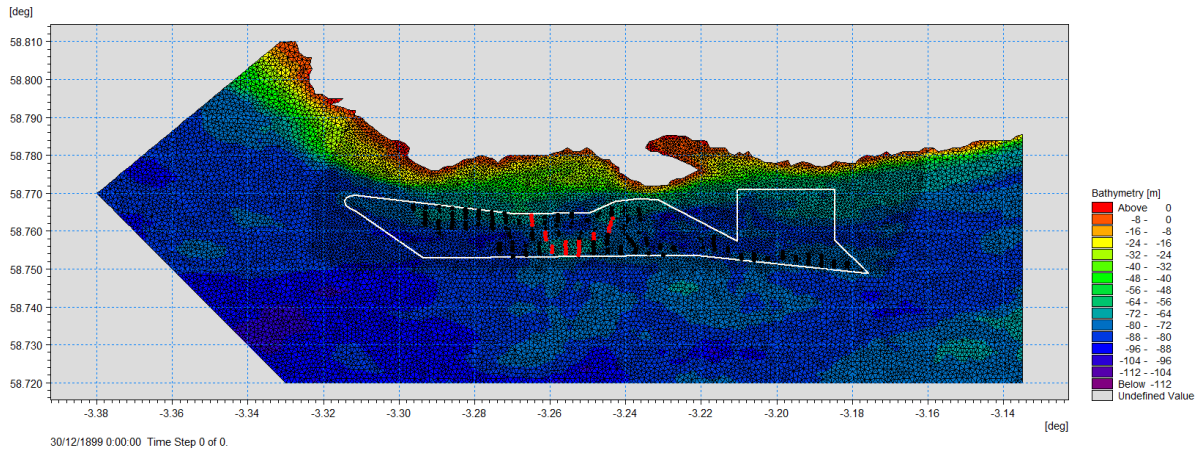 [deg]
58.810
58.800
58.790
58.780
58.770
58.760
58.750
58.740
58.730
58.720
-3.38 -3.36 -3.34 -3.32 -3.30 -3.28 -3.26 -3.24 -3.22 -3.20 -3.18 -3.16 -3.14
[deg]
30/12/1899 0:00:00 Time Step 0 of 0.
Bathymetry [m]
Above 0
-8 - 0
-16 - -8
-24 - -16
-32 - -24
-40 - -32
-48 - -40
-56 - -48
-64 - -56
-72 - -64
-80 - -72
-88 - -80
-96 - -88
-104 - -96
-112 - -104
Below -112
Undefined Value